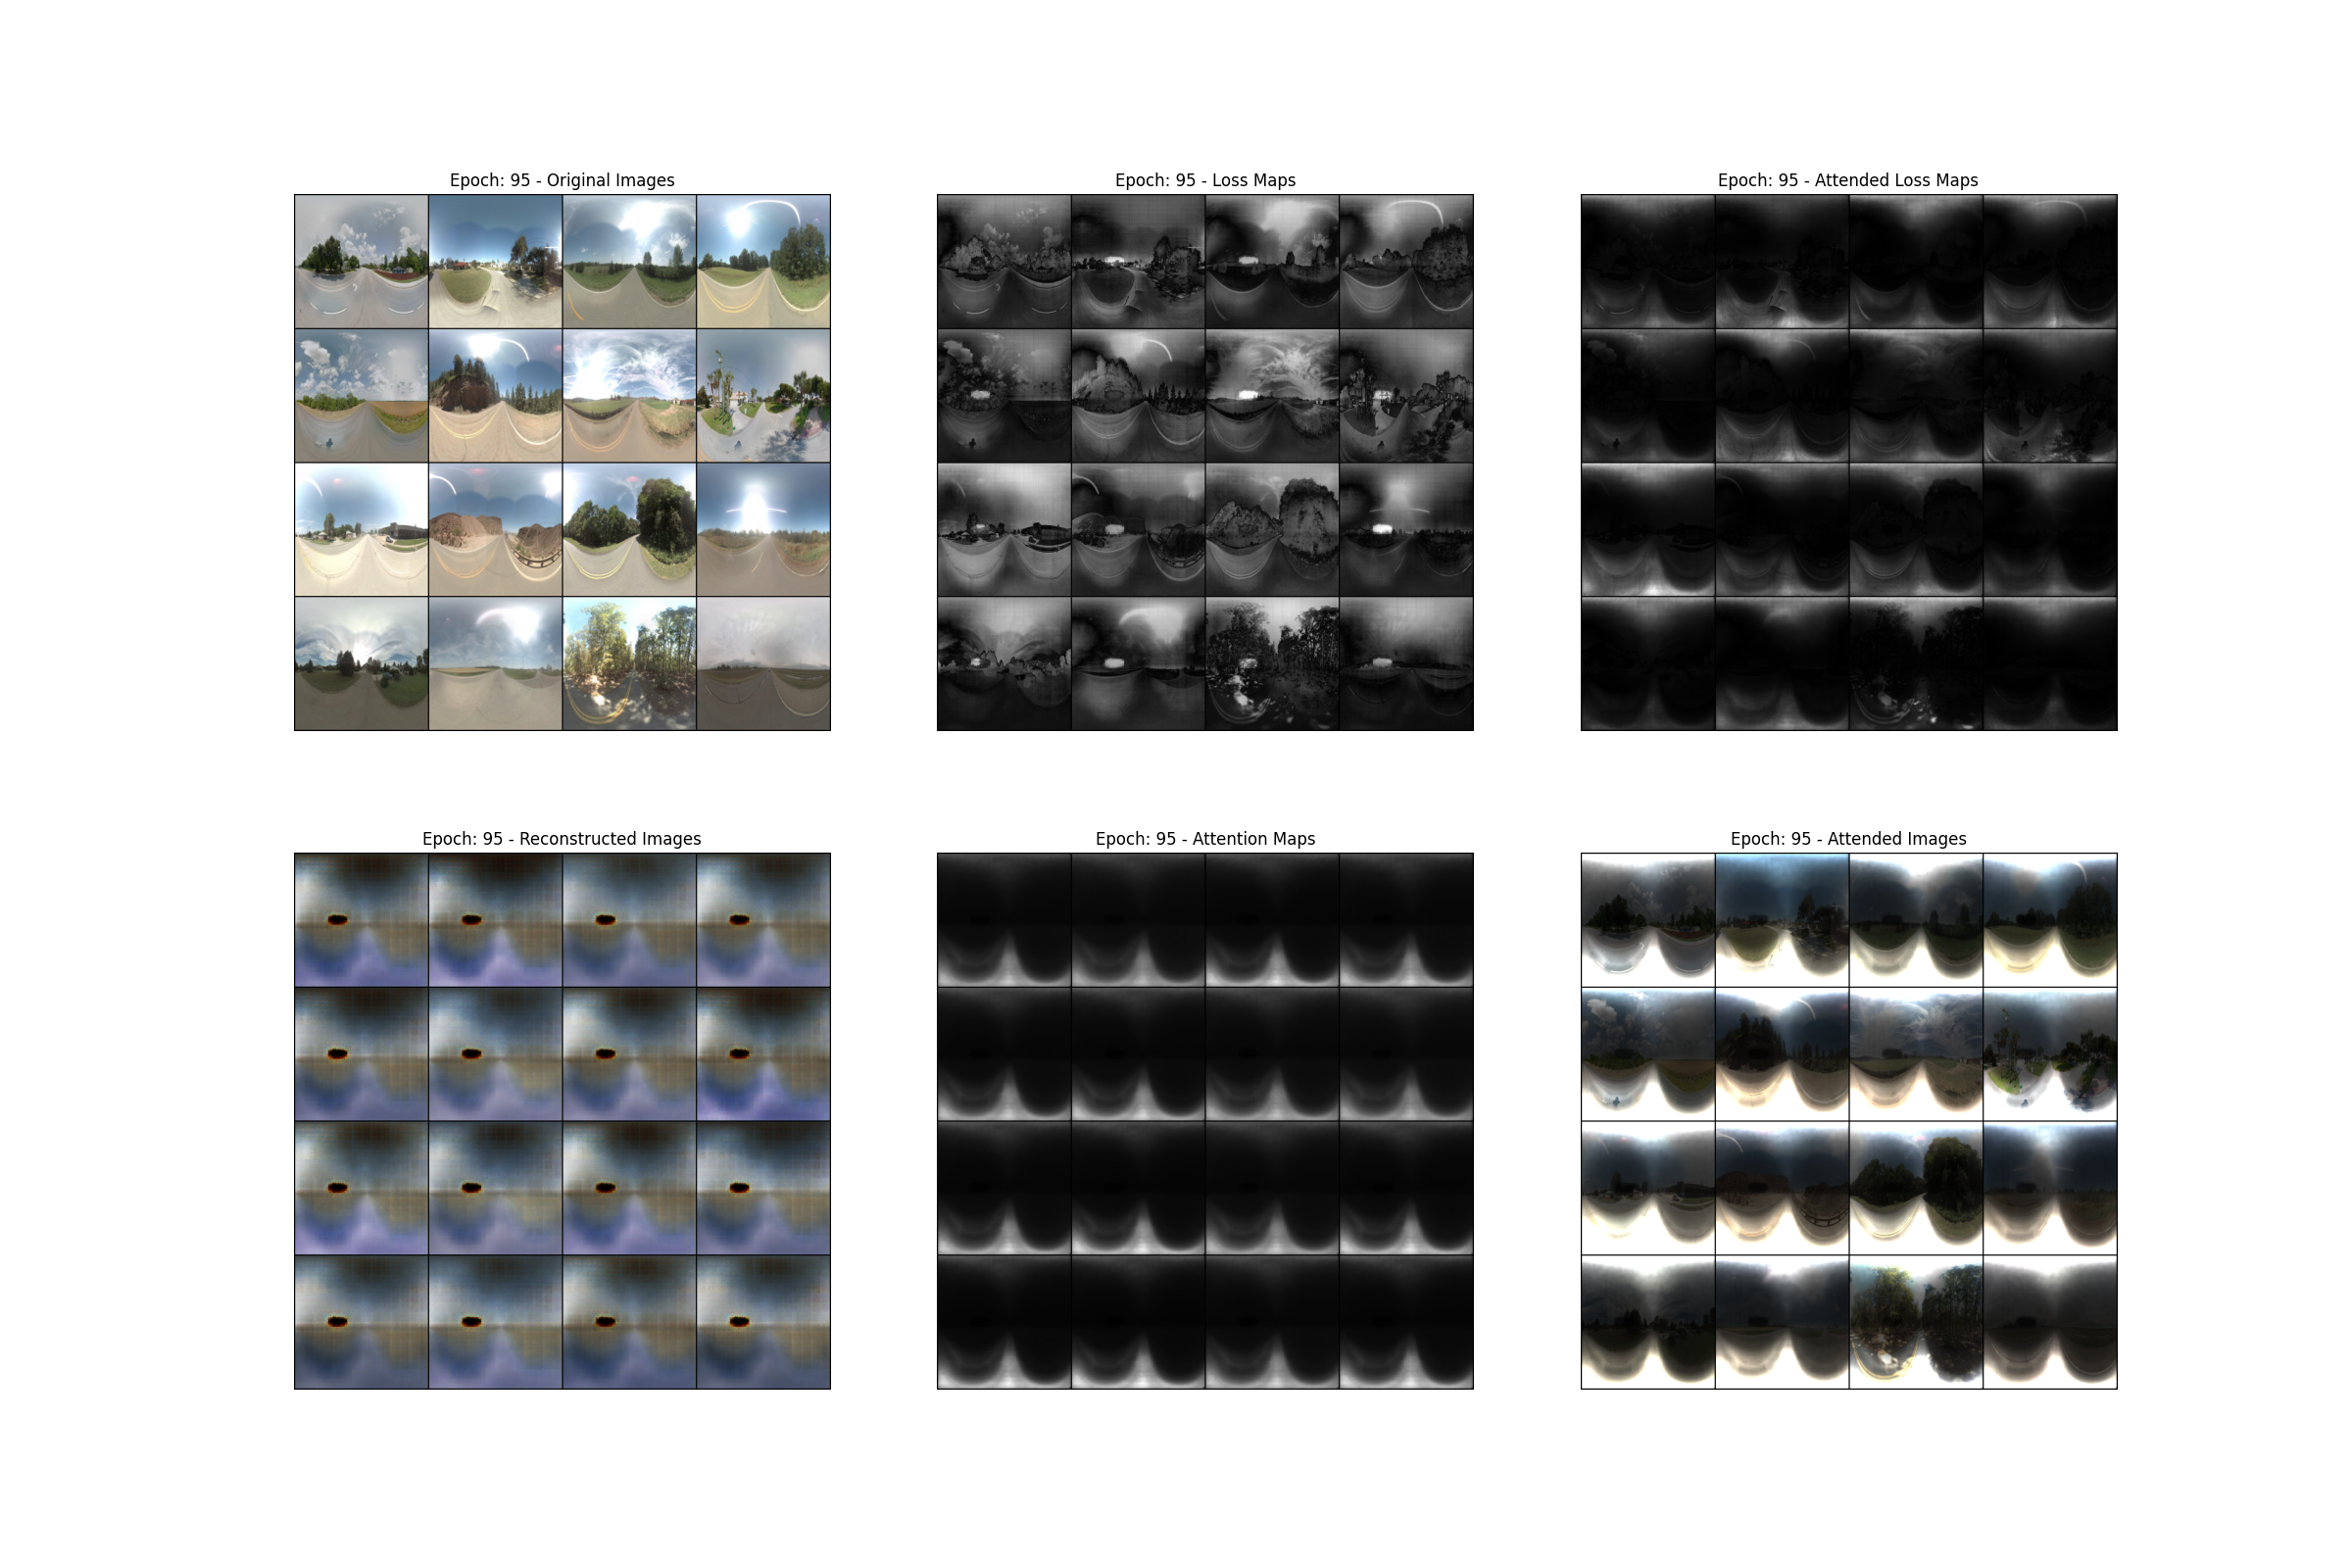 Epoch: 95 - Original Images
Epoch: 95 - Loss Maps
Epoch: 95 - Attended Loss Maps
Epoch: 95 - Reconstructed Images
Epoch: 95 - Attention Maps
Epoch: 95 - Attended Images